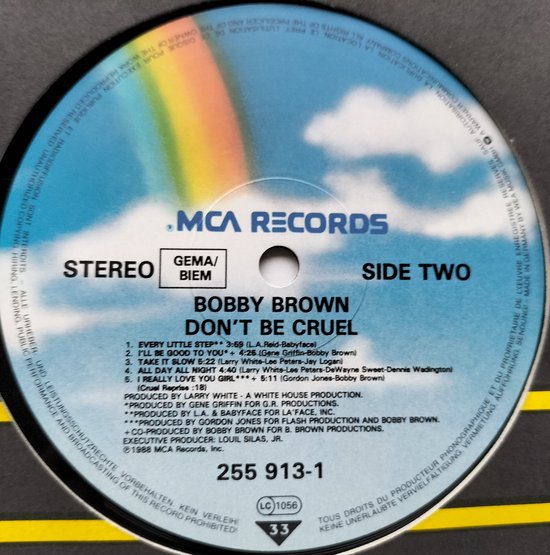 ®MCA RECORDS
STEREO
GEMA/
BIEM
SIDE TWO
BOBBY BROWN
DON'T BE CRUEL
1. EVERY LITTLE STEP** 3:59 (L.A.Reid-Babyface)
2. I'LL BE GOOD TO YOU*+ 4:25 (Gene Griffin-Bobby Brown)
3. TAKE IT SLOW 5:22 (Larry White-Lee Peters-Jay Logan)
4. ALL DAY ALL NIGHT 4:40 (Larry White-Lee Peters-DeWayne Sweet-Dennis Wadington)
5. I REALLY LOVE YOU GIRL***+ 5:11 (Gordon Jones-Bobby Brown)
(Cruel Reprise :18)
PRODUCED BY LARRY WHITE - A WHITE HOUSE PRODUCTION.
*PRODUCED BY GENE GRIFFIN FOR G.R. PRODUCTIONS.
**PRODUCED BY L.A. & BABYFACE FOR LA'FACE, INC.
***PRODUCED BY GORDON JONES FOR FLASH PRODUCTION AND BOBBY BROWN.
+ CO-PRODUCED BY BOBBY BROWN FOR B. BROWN PRODUCTIONS.
EXECUTIVE PRODUCER: LOUIL SILAS, JR.
℗1988 MCA Records, Inc.
255 913-1
LC 1056
33
ALLE URHEBER- UND LEISTUNGSSCHUTZRECHTE VORBEHALTEN. KEIN VERLEIH!
TOUS DROITS DU PRODUCTEUR PHONOGRAPHIQUE ET DU PROPRIETAIRE DE L'ŒUVRE ENREGISTREE RESERVES
KEINE UNERLAUBTE VERVIELFÄLTIGUNG, VERMIETUNG, AUFFÜHRUNG, SENDUNG! - MADE IN GERMANY BY WEA MUSIK GMBH